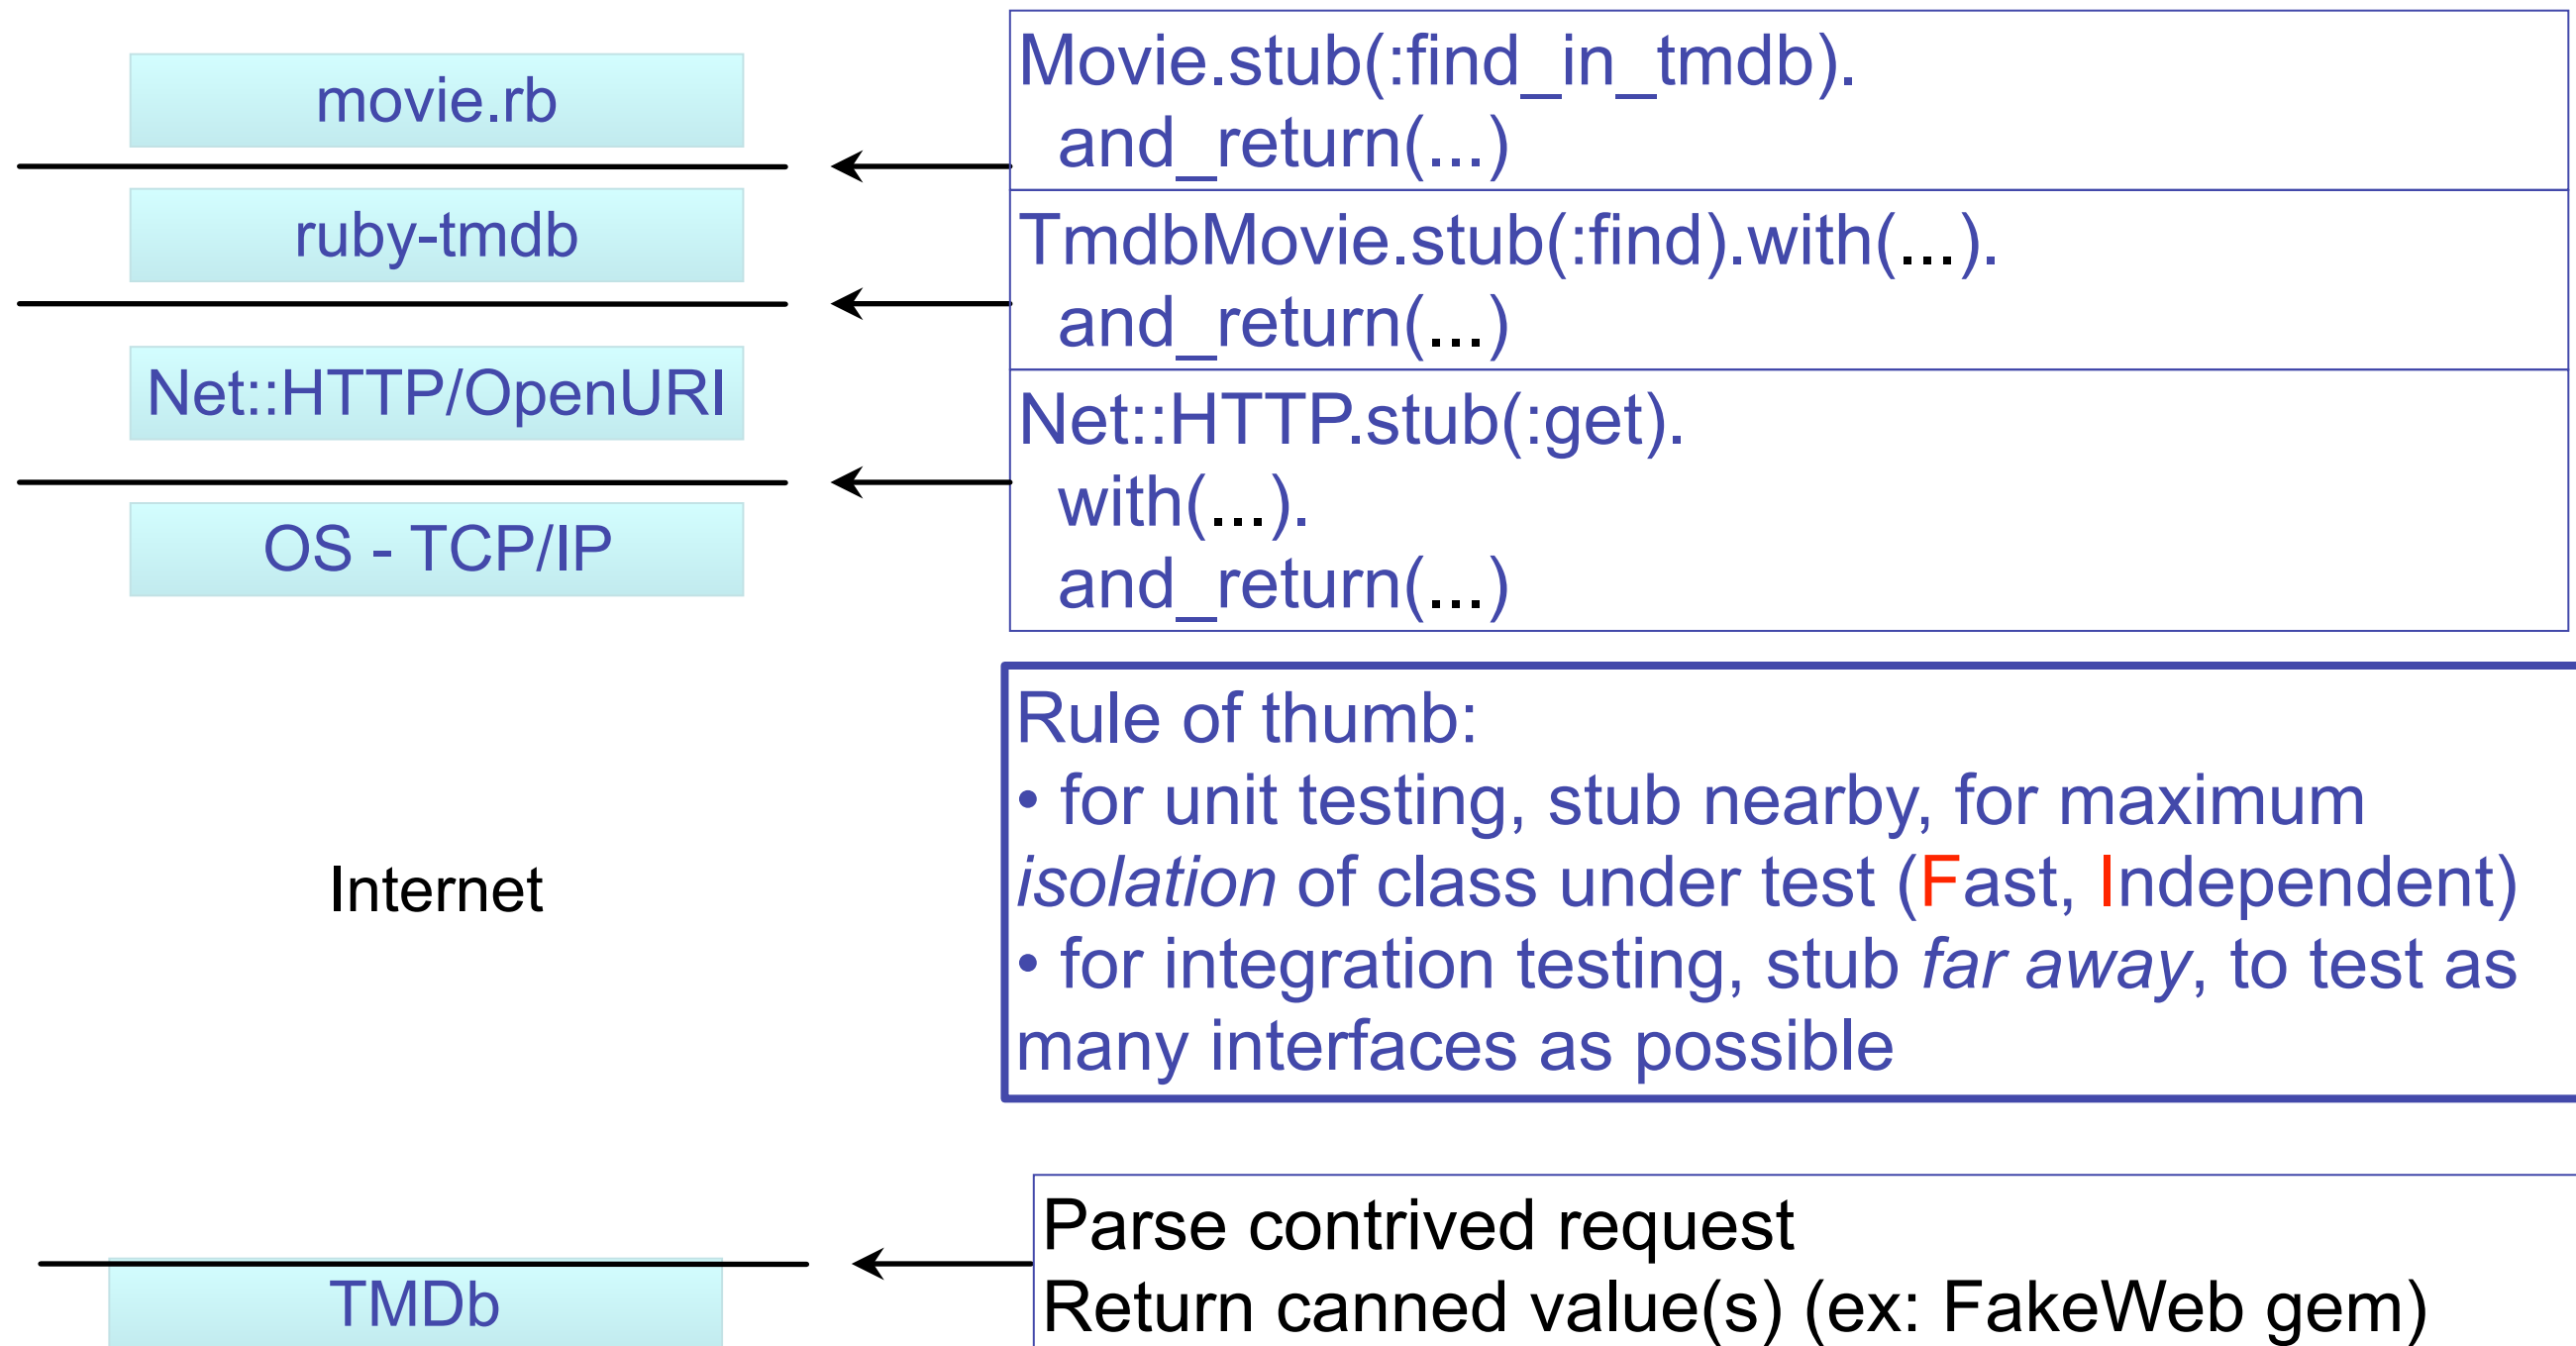 movie.rb
ruby-tmdb
Net::HTTP/OpenURI
OS - TCP/IP
Internet
TMDb
Movie.stub(:find_in_tmdb).
and_return(...)
TmdbMovie.stub(:find).with(...).
and_return(...)
Net::HTTP.stub(:get).
with(...).
and_return(...)
Rule of thumb:
• for unit testing, stub nearby, for maximum
isolation of class under test (Fast, Independent)
• for integration testing, stub far away, to test as
many interfaces as possible
Parse contrived request
Return canned value(s) (ex: FakeWeb gem)